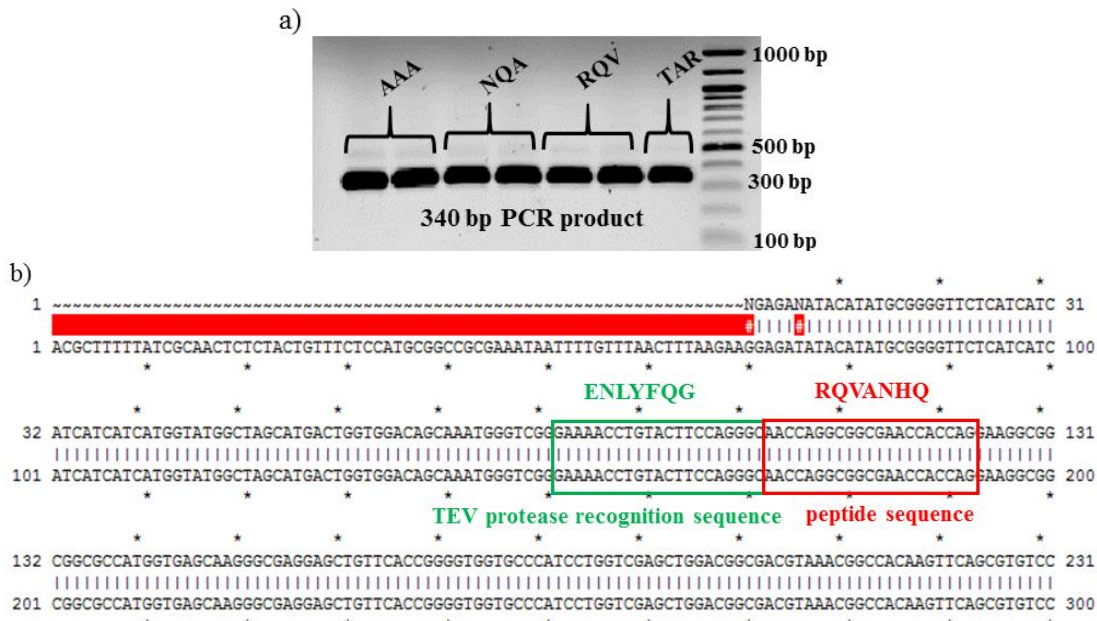 a)
AAA NQA RQV TAR
1000 bp
500 bp
300 bp
340 bp PCR product
100 bp
b)
1 ~~~~~~~~~~~~~~~~~~~~~~~~~~~~~~~~~~~~~~~~~~~~~~~~~~~~~~~~~~~~~~~~~~~~~NGAGANATACATATGCGGGGTTCTCATCATC 31
1 ACGCTTTTTATCGCAACTCTCTACTGTTTCTCCATGCGGCCGCGAAATAATTTTGTTTAACTTTAAGAAGGAGATATACATATGCGGGGTTCTCATCATC 100
ENLYFQG RQVANHQ
32 ATCATCATCATGGTATGGCTAGCATGACTGGTGGACAGCAAATGGGTCGGGAAAACCTGTACTTCCAGGGCAACCAGGCGGCGAACCACCAGGAAGGCGG 131
101 ATCATCATCATGGTATGGCTAGCATGACTGGTGGACAGCAAATGGGTCGGGAAAACCTGTACTTCCAGGGCAACCAGGCGGCGAACCACCAGGAAGGCGG 200
TEV protease recognition sequence peptide sequence
132 CGGCGCCATGGTGAGCAAGGGCGAGGAGCTGTTCACCGGGGTGGTGCCCATCCTGGTCGAGCTGGACGGCGACGTAAACGGCCACAAGTTCAGCGTGTCC 231
201 CGGCGCCATGGTGAGCAAGGGCGAGGAGCTGTTCACCGGGGTGGTGCCCATCCTGGTCGAGCTGGACGGCGACGTAAACGGCCACAAGTTCAGCGTGTCC 300